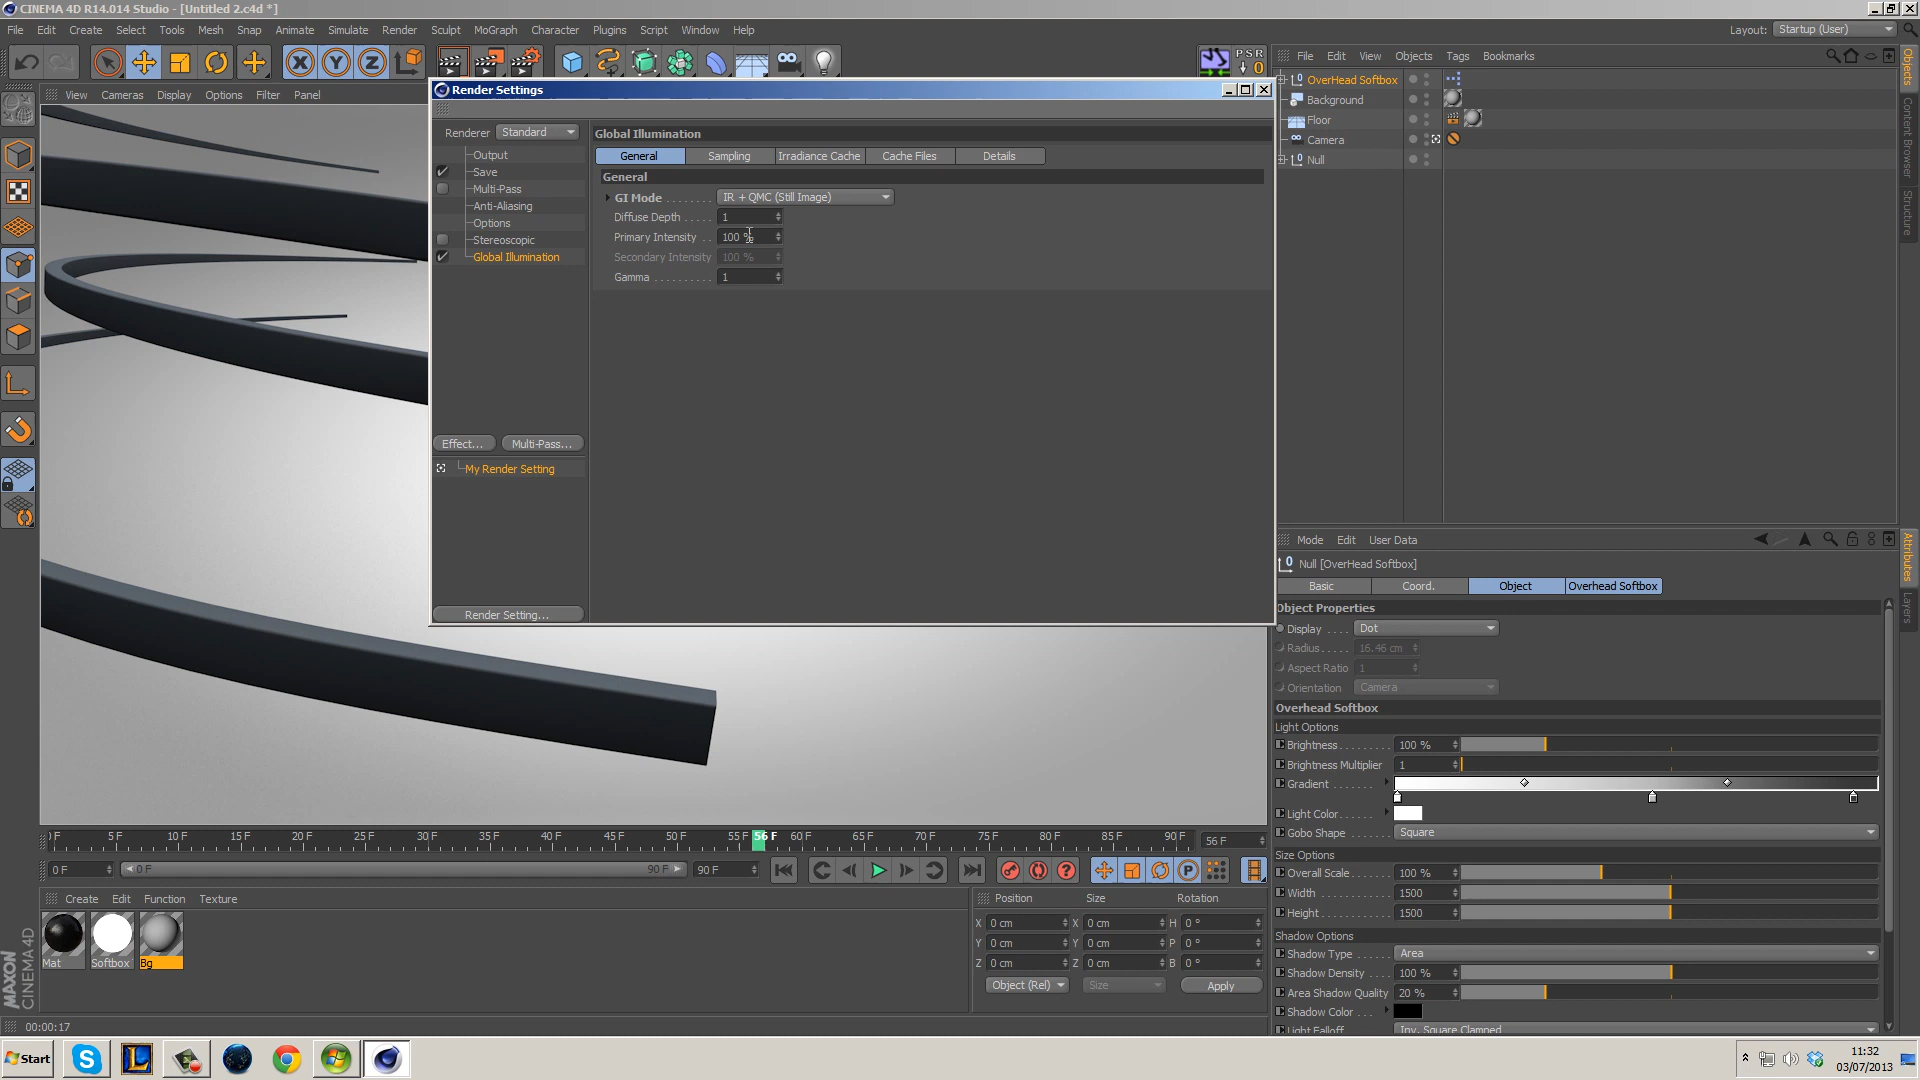 CINEMA 4D R14.014 Studio - [Untitled 2.c4d *]
File Edit Create Select Tools Mesh Snap Animate Simulate Render Sculpt MoGraph Character Plugins Script Window Help
Layout: Startup (User)
PSR
0
File Edit View Objects Tags Bookmarks
View Cameras Display Options Filter Panel
Render Settings
Renderer Standard
Output
Save
Multi-Pass
Anti-Aliasing
Options
Stereoscopic
Global Illumination
Effect... Multi-Pass...
My Render Setting
Render Setting...
Global Illumination
General Sampling Irradiance Cache Cache Files Details
General
GI Mode . . . . . . . IR + QMC (Still Image)
Diffuse Depth . . . . 1
Primary Intensity . . 100 %
Secondary Intensity 100 %
Gamma . . . . . . . . . . 1
OverHead Softbox
Background
Floor
Camera
Null
Objects
Content Browser
Structure
Mode Edit User Data
Null [OverHead Softbox]
Basic Coord. Object Overhead Softbox
Object Properties
Display . . . . Dot
Radius. . . . . 16.46 cm
Aspect Ratio 1
Orientation Camera
Overhead Softbox
Light Options
Brightness. . . . . . . . . 100 %
Brightness Multiplier 1
Gradient . . . . . . .
Light Color. . . . . . . .
Gobo Shape . . . . . . . Square
Size Options
Overall Scale. . . . . . 100 %
Width . . . . . . . . . . . 1500
Height . . . . . . . . . . . 1500
Shadow Options
Shadow Type . . . . . . Area
Shadow Density . . . . 100 %
Area Shadow Quality 20 %
Shadow Color . . .
Light Falloff Inv. Square Clamped
Attributes
Layers
5 F 10 F 15 F 20 F 25 F 30 F 35 F 40 F 45 F 50 F 55 F 56 F 60 F 65 F 70 F 75 F 80 F 85 F 90 F 56 F
0 F 0 F 90 F 90 F
Create Edit Function Texture
Mat Softbox Bg
Position Size Rotation
X 0 cm X 0 cm H 0 °
Y 0 cm Y 0 cm P 0 °
Z 0 cm Z 0 cm B 0 °
Object (Rel) Size Apply
MAXON
CINEMA 4D
00:00:17
Start
11:32
03/07/2013